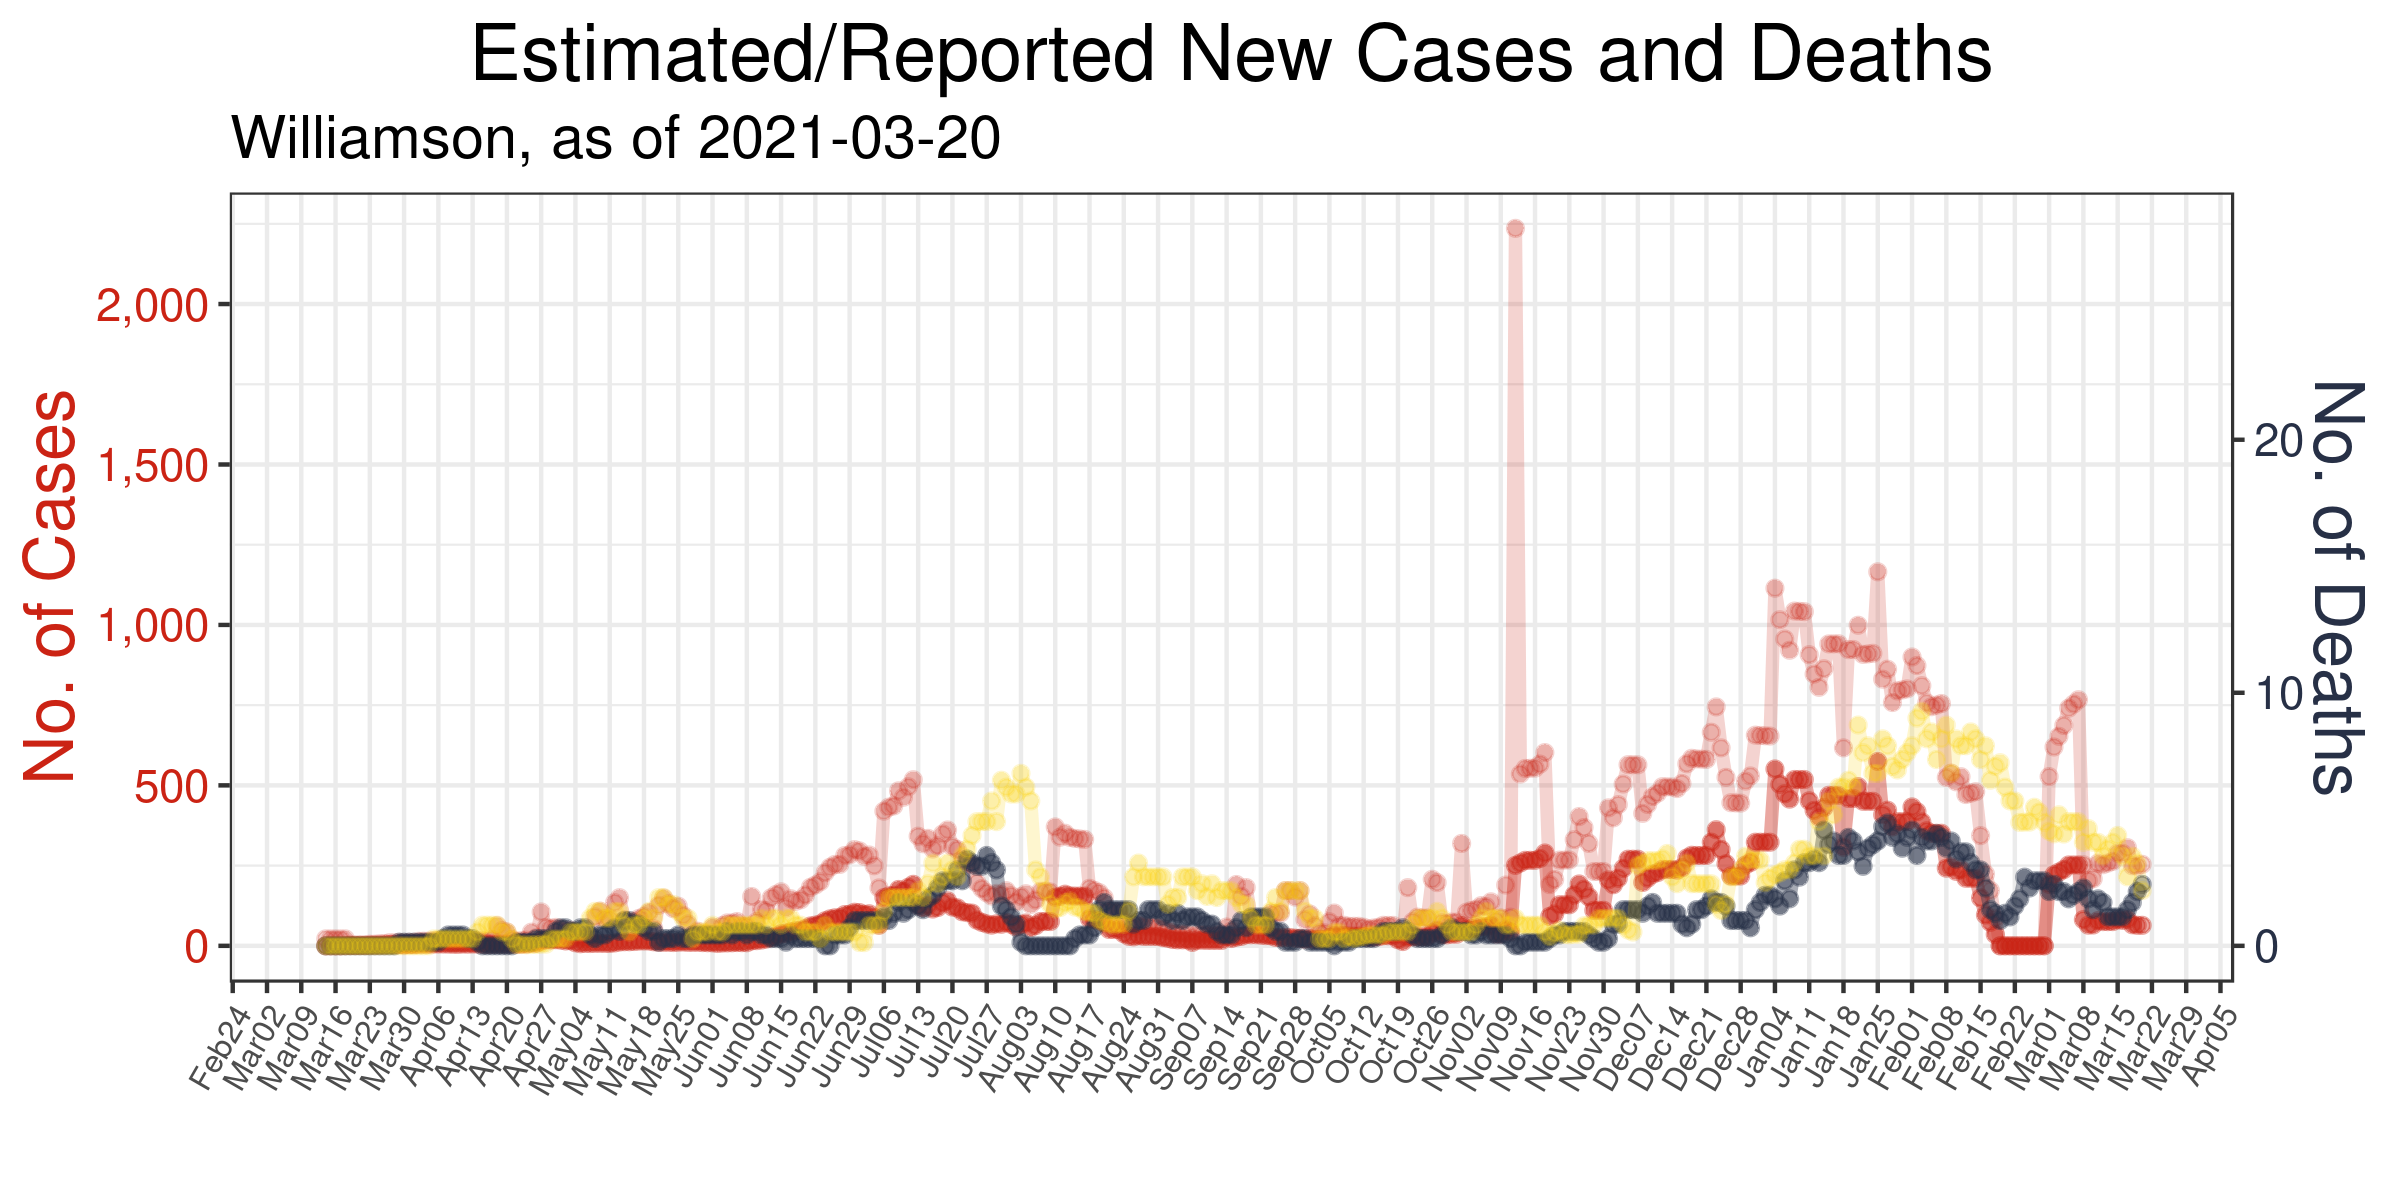 Estimated/Reported New Cases and Deaths
Williamson, as of 2021-03-20
No. of Cases
2,000
1,500
1,000
500
0
20
10
0
No. of Deaths
Feb24 Mar02 Mar09 Mar16 Mar23 Mar30 Apr06 Apr13 Apr20 Apr27 May04 May11 May18 May25 Jun01 Jun08 Jun15 Jun22 Jun29 Jul06 Jul13 Jul20 Jul27 Aug03 Aug10 Aug17 Aug24 Aug31 Sep07 Sep14 Sep21 Sep28 Oct05 Oct12 Oct19 Oct26 Nov02 Nov09 Nov16 Nov23 Nov30 Dec07 Dec14 Dec21 Dec28 Jan04 Jan11 Jan18 Jan25 Feb01 Feb08 Feb15 Feb22 Mar01 Mar08 Mar15 Mar22 Mar29 Apr05